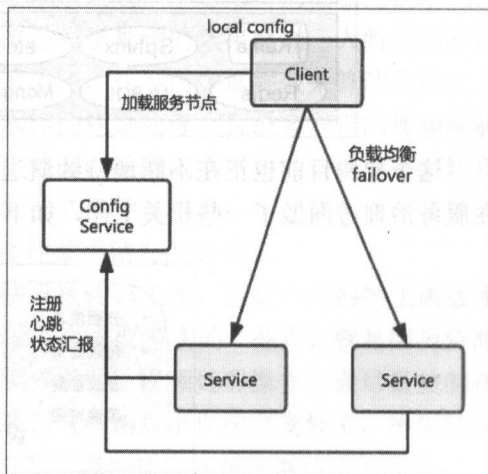 local config
Client
加载服务节点
负载均衡
failover
Config
Service
注册
心跳
状态汇报
Service
Service